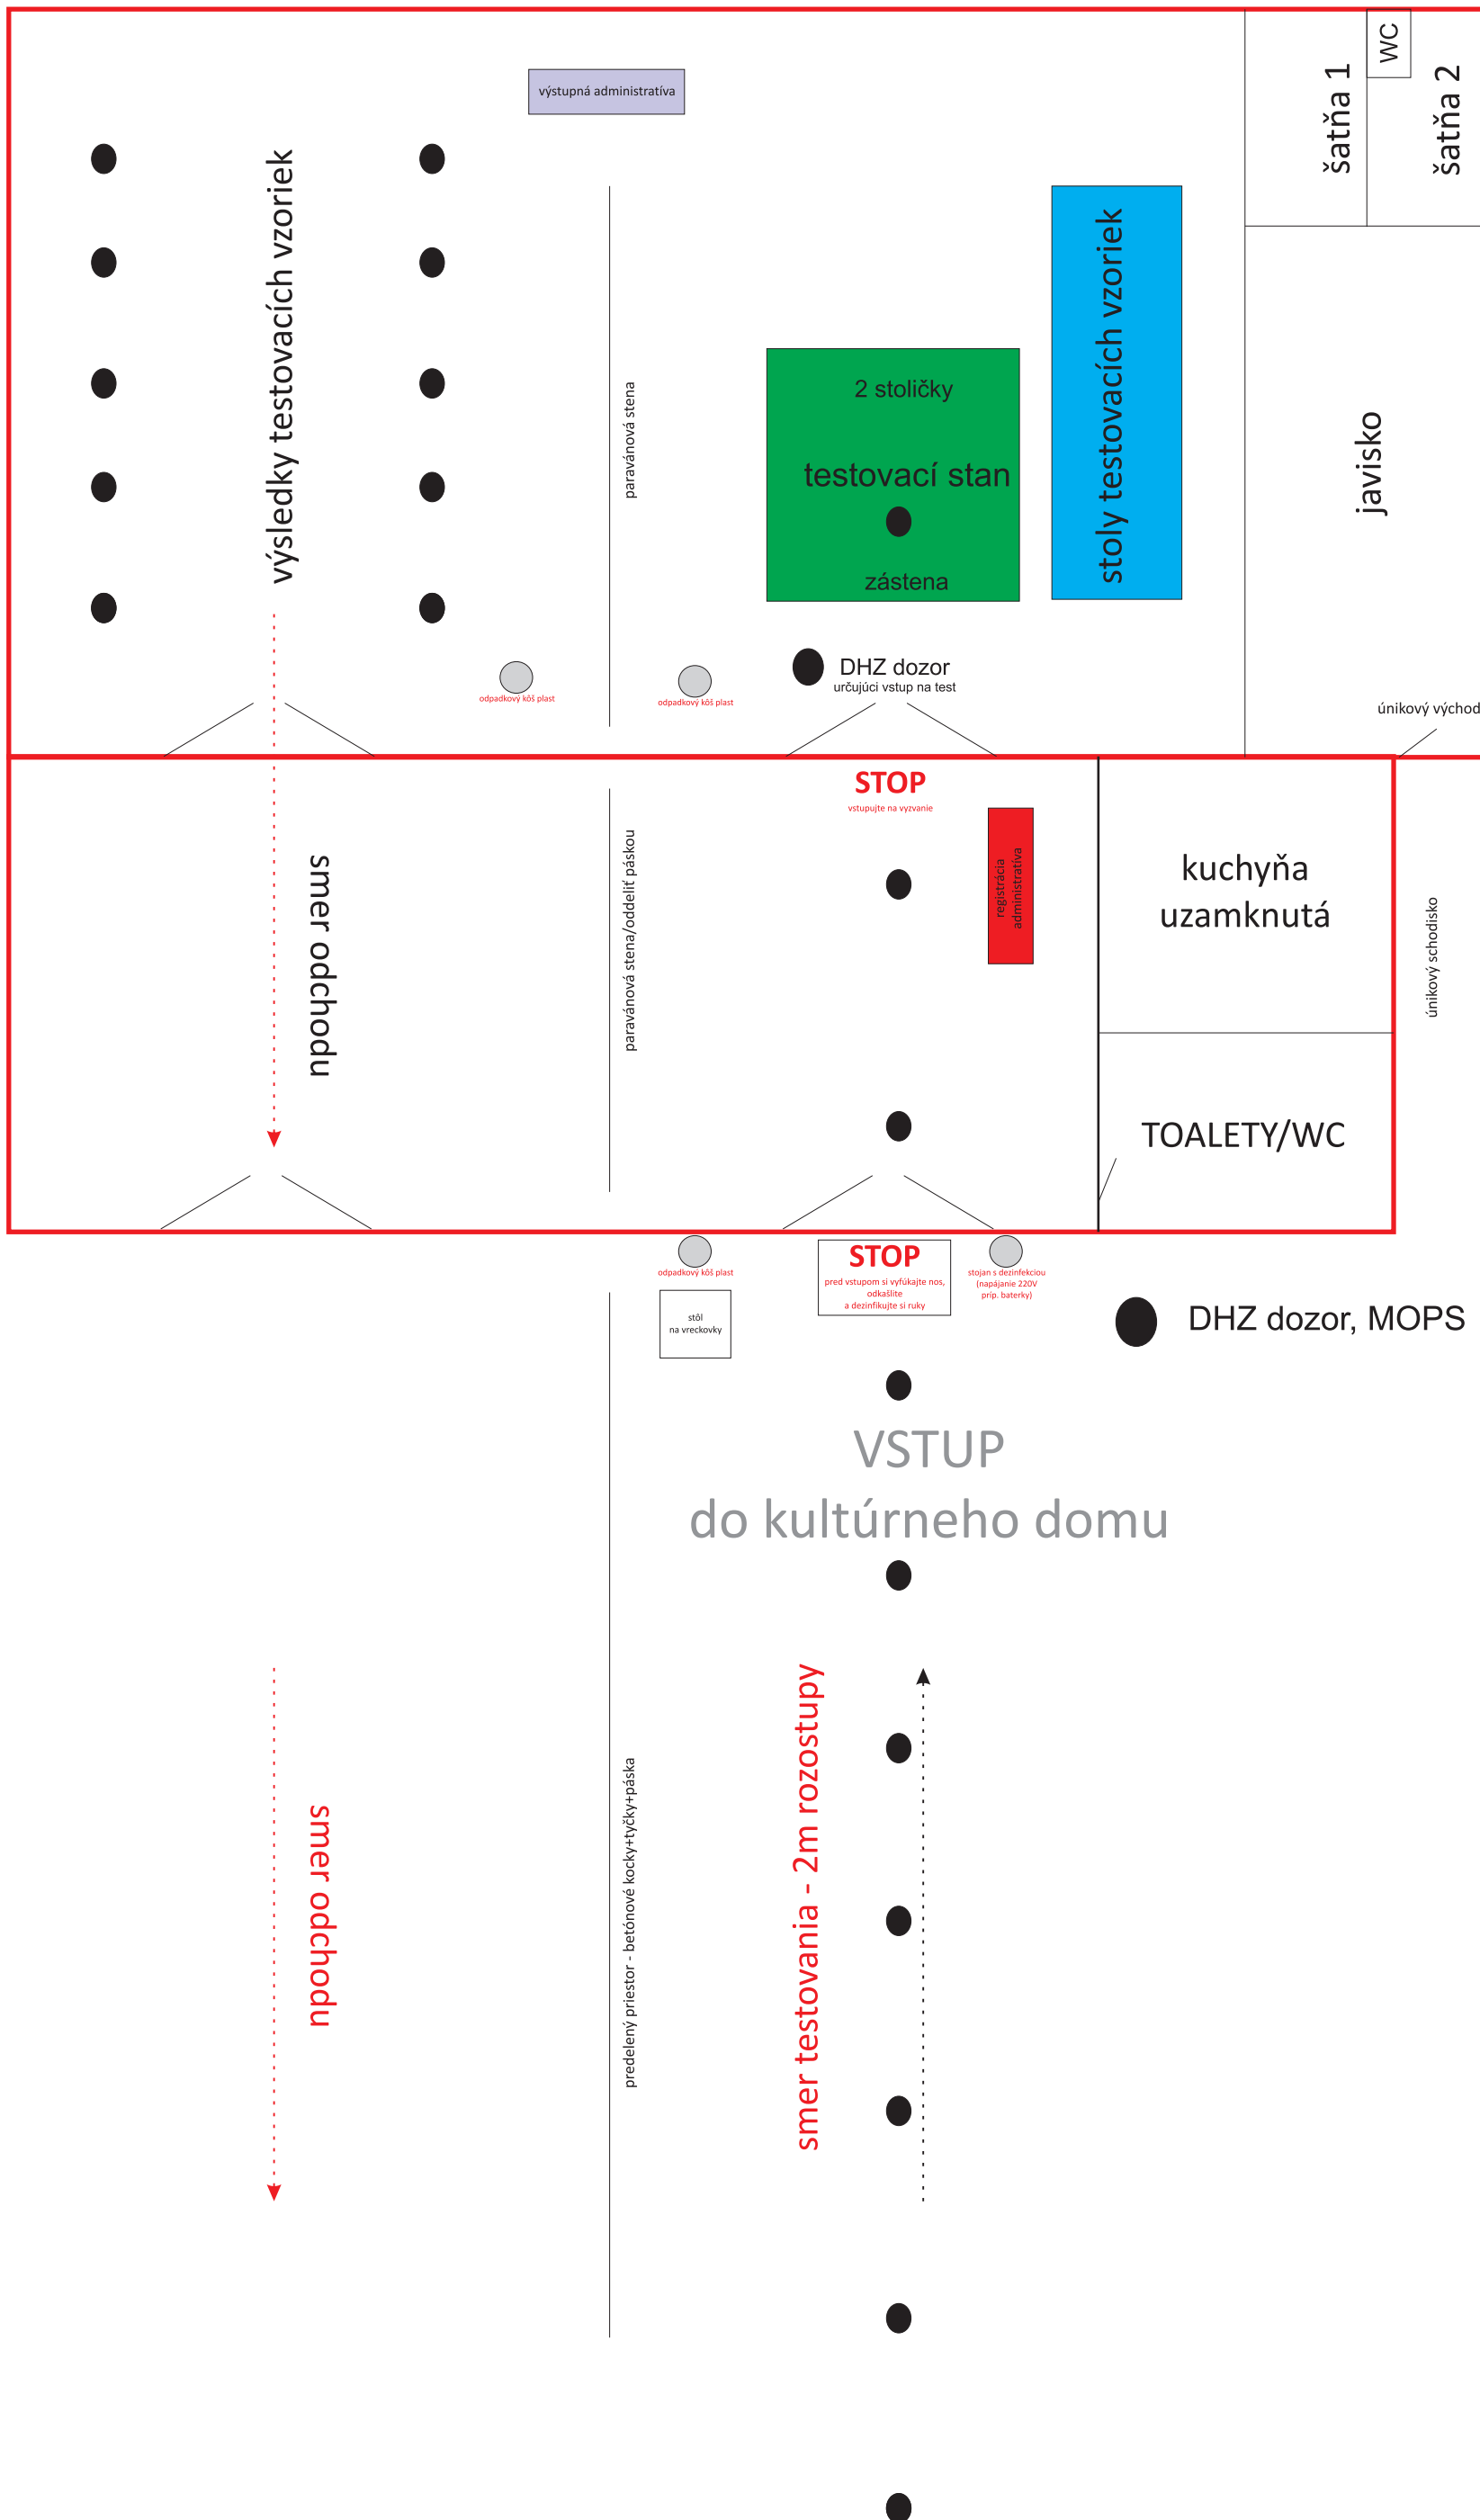 WC
šatňa 1
šatňa 2
výstupná administratíva
výsledky testovacích vzoriek
stoly testovacích vzoriek
paravánová stena
2 stoličky
testovací stan
zástena
javisko
DHZ dozor
určujúci vstup na test
odpadkový kôš plast
odpadkový kôš plast
únikový východ
STOP
vstupujte na vyzvanie
registrácia
administratíva
smer odchodu
paravánová stena/oddeliť páskou
kuchyňa
uzamknutá
únikový schodisko
TOALETY/WC
odpadkový kôš plast
STOP
pred vstupom si vyfúkajte nos,
odkašlite
a dezinfikujte si ruky
stojan s dezinfekciou
(napájanie 220V
príp. baterky)
stôl
na vreckovky
DHZ dozor, MOPS
VSTUP
do kultúrneho domu
smer odchodu
predelený priestor - betónové kocky+tyčky+páska
smer testovania - 2m rozostupy